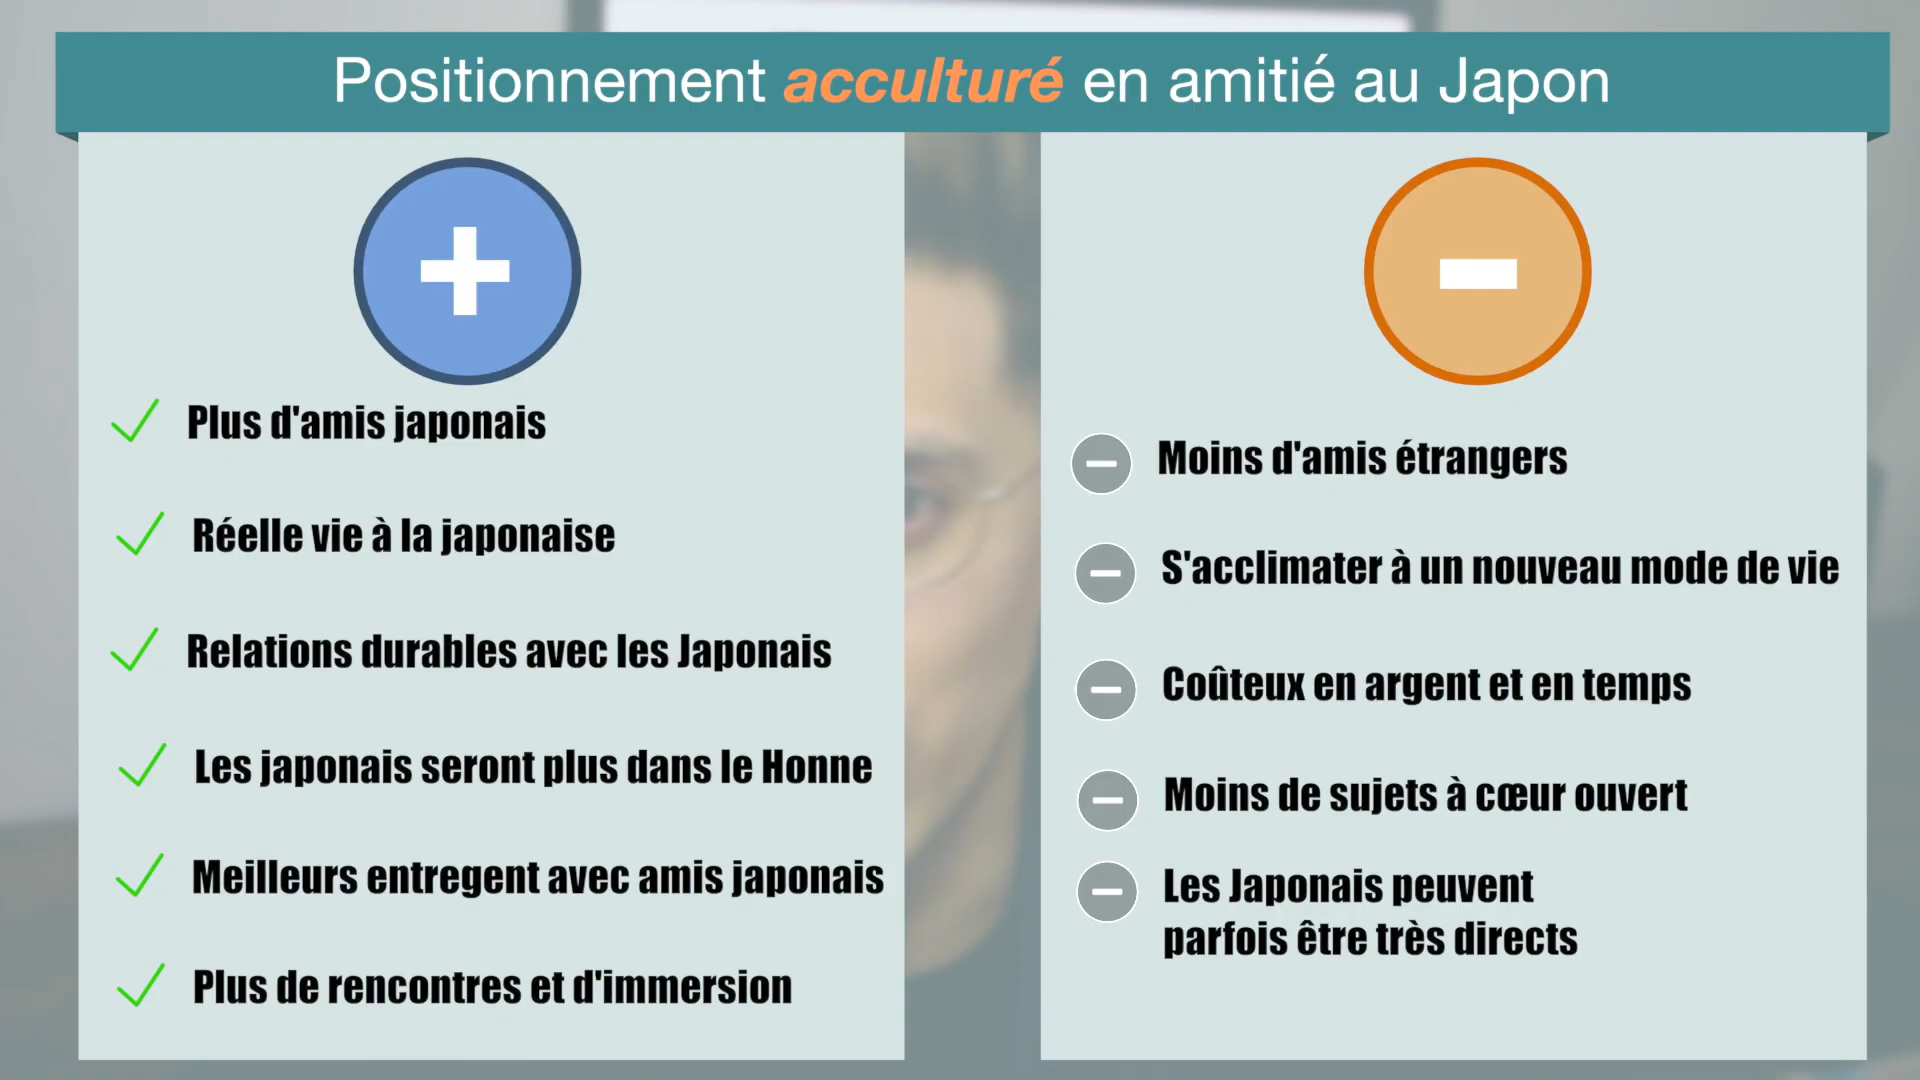 Positionnement acculturé en amitié au Japon
Plus d'amis japonais
Réelle vie à la japonaise
Relations durables avec les Japonais
Les japonais seront plus dans le Honne
Meilleurs entregent avec amis japonais
Plus de rencontres et d'immersion
Moins d'amis étrangers
S'acclimater à un nouveau mode de vie
Coûteux en argent et en temps
Moins de sujets à cœur ouvert
Les Japonais peuvent
parfois être très directs